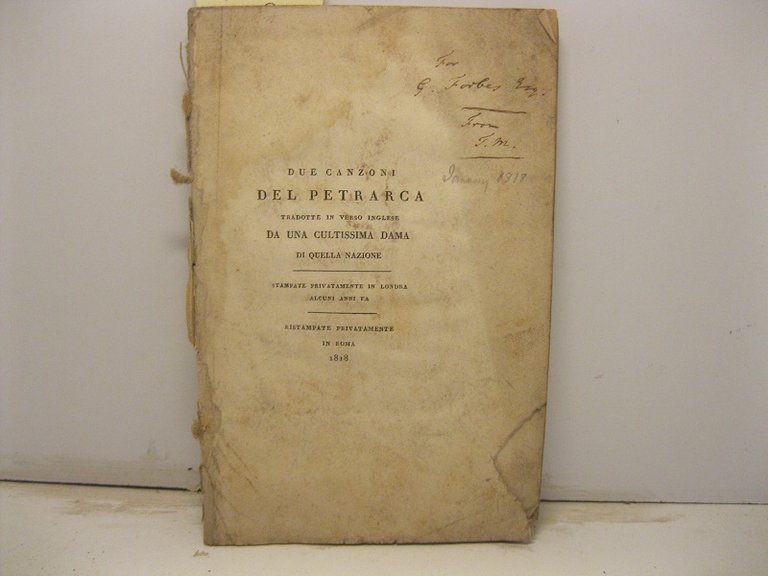 For
G. Forbes Esq.
From
T. M.
January 1818
DUE CANZONI
DEL PETRARCA
TRADOTTE IN VERSO INGLESE
DA UNA CULTISSIMA DAMA
DI QUELLA NAZIONE
STAMPATE PRIVATAMENTE IN LONDRA
ALCUNI ANNI FA
RISTAMPATE PRIVATAMENTE
IN ROMA
1818